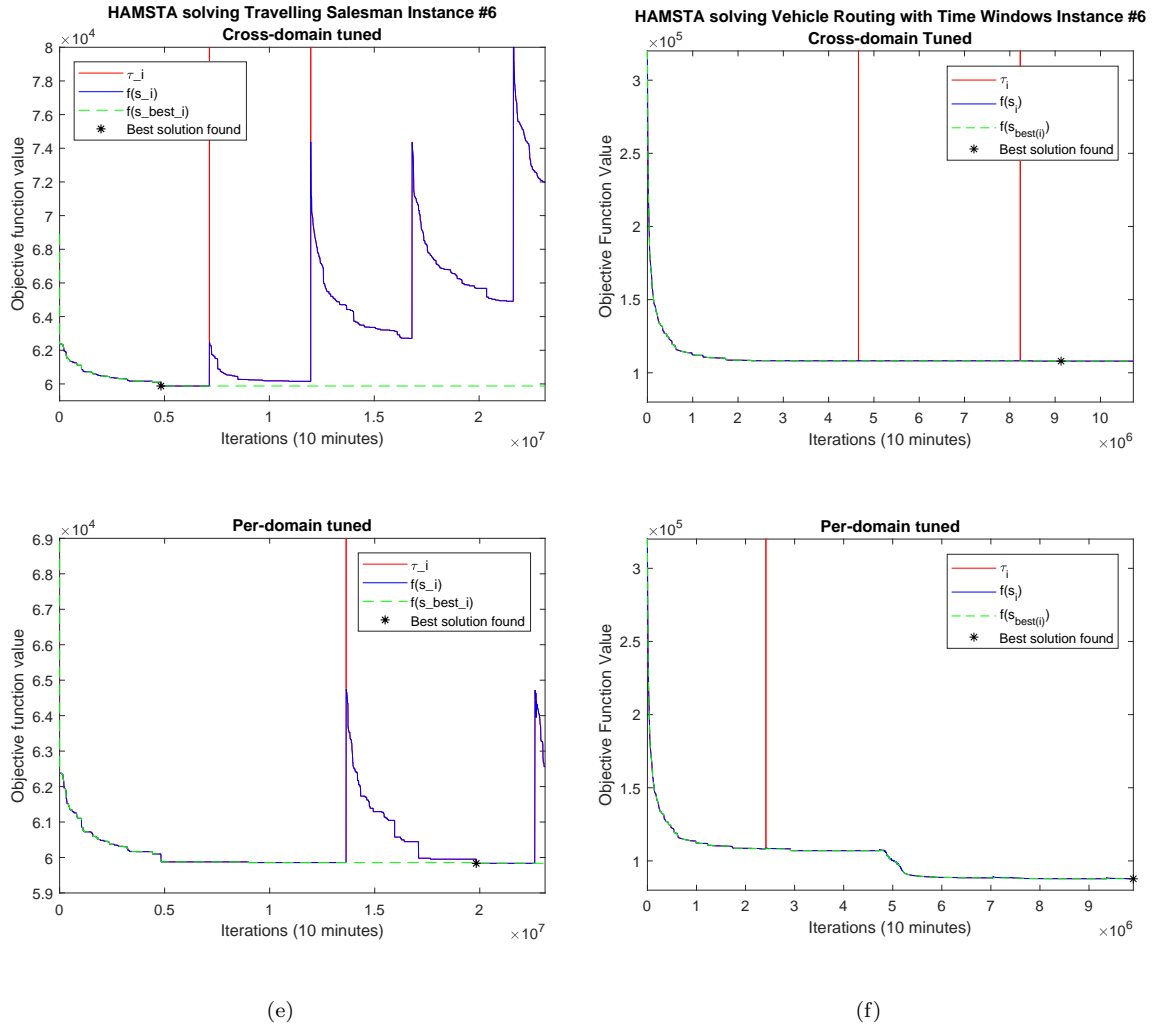 HAMSTA solving Travelling Salesman Instance #6
Cross-domain tuned
×10^4
8
7.8
7.6
7.4
7.2
7
6.8
6.6
6.4
6.2
6
Objective function value
τ_i
f(s_i)
f(s_best_i)
Best solution found
0
0.5
1
1.5
2
Iterations (10 minutes)
×10^7
HAMSTA solving Vehicle Routing with Time Windows Instance #6
Cross-domain Tuned
×10^5
3
2.5
2
1.5
1
Objective Function Value
τ_i
f(s_i)
f(s_best(i))
Best solution found
0
1
2
3
4
5
6
7
8
9
10
Iterations (10 minutes)
×10^6
Per-domain tuned
×10^4
6.9
6.8
6.7
6.6
6.5
6.4
6.3
6.2
6.1
6
5.9
Objective function value
τ_i
f(s_i)
f(s_best_i)
Best solution found
0
0.5
1
1.5
2
Iterations (10 minutes)
×10^7
Per-domain tuned
×10^5
3
2.5
2
1.5
1
Objective Function Value
τ_i
f(s_i)
f(s_best(i))
Best solution found
0
1
2
3
4
5
6
7
8
9
Iterations (10 minutes)
×10^6
(e)
(f)